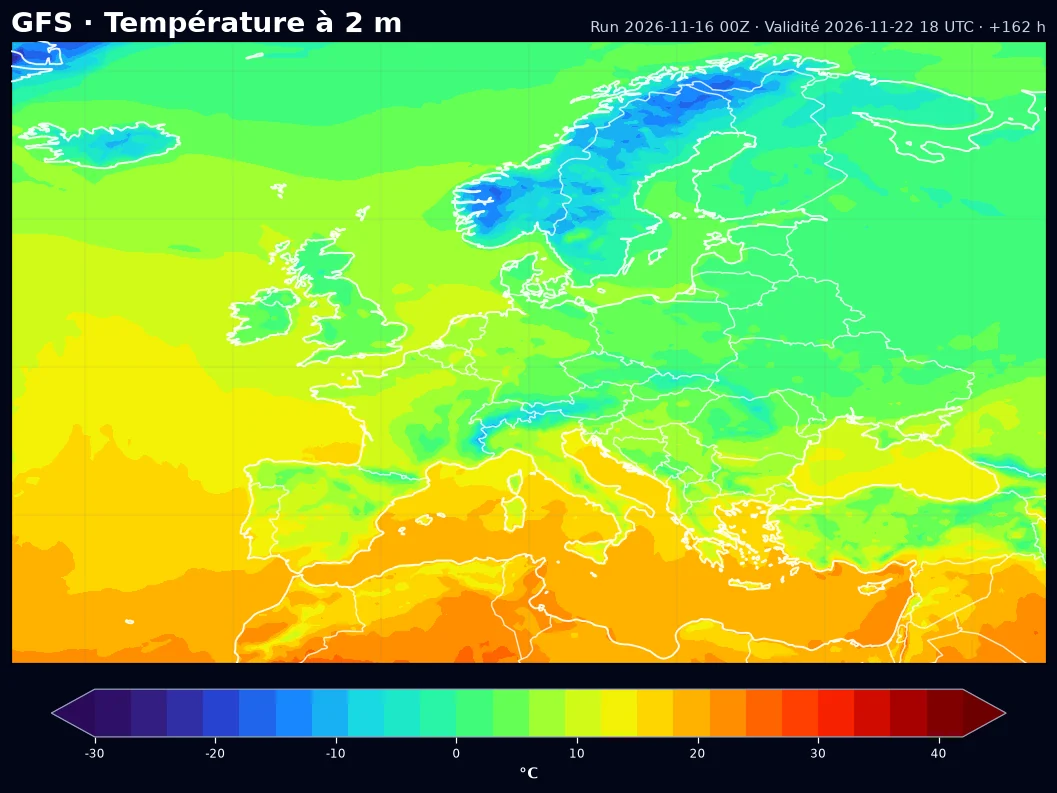 GFS · Température à 2 m
Run 2026-11-16 00Z · Validité 2026-11-22 18 UTC · +162 h
-30 -20 -10 0 10 20 30 40
°C